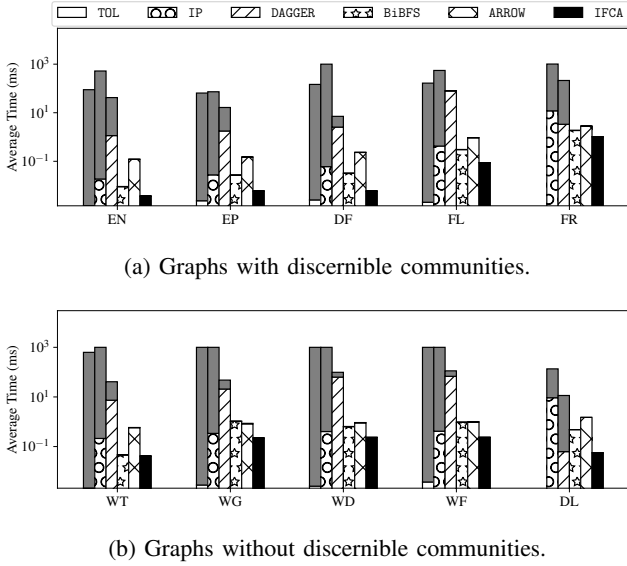 TOL IP DAGGER BiBFS ARROW IFCA
Average Time (ms)
10^3
10^1
10^-1
EN EP DF FL FR
(a) Graphs with discernible communities.
Average Time (ms)
10^3
10^1
10^-1
WT WG WD WF DL
(b) Graphs without discernible communities.